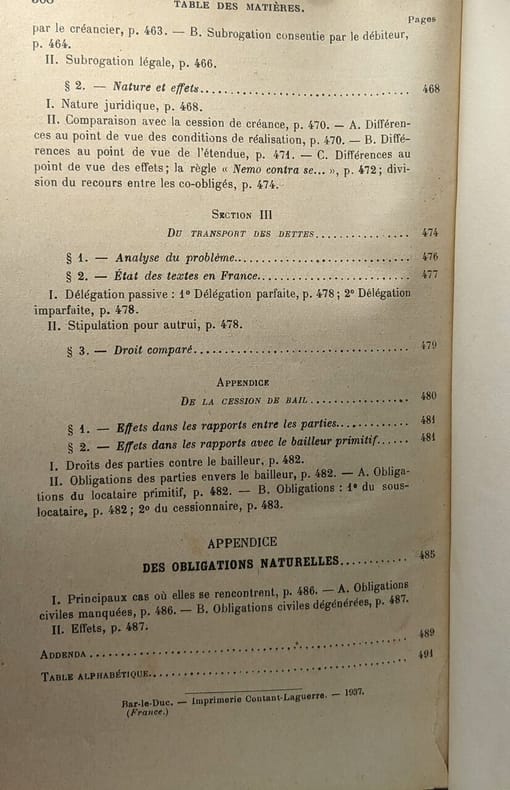 TABLE DES MATIÈRES.
Pages
par le créancier, p. 463. — B. Subrogation consentie par le débiteur,
p. 464.
II. Subrogation légale, p. 466.
§ 2. — Nature et effets.................... 468
I. Nature juridique, p. 468.
II. Comparaison avec la cession de créance, p. 470. — A. Différen-
ces au point de vue des conditions de réalisation, p. 470. — B. Diffé-
rences au point de vue de l'étendue, p. 471. — C. Différences au
point de vue des effets; la règle « Nemo contra se... », p. 472; divi-
sion du recours entre les co-obligés, p. 474.
SECTION III
DU TRANSPORT DES DETTES................ 474
§ 1. — Analyse du problème.................... 476
§ 2. — État des textes en France.................... 477
I. Délégation passive : 1° Délégation parfaite, p. 478; 2° Délégation
imparfaite, p. 478.
II. Stipulation pour autrui, p. 478.
§ 3. — Droit comparé.................... 479
APPENDICE
DE LA CESSION DE BAIL................ 480
§ 1. — Effets dans les rapports entre les parties........... 481
§ 2. — Effets dans les rapports avec le bailleur primitif...... 481
I. Droits des parties contre le bailleur, p. 482.
II. Obligations des parties envers le bailleur, p. 482. — A. Obliga-
tions du locataire primitif, p. 482. — B. Obligations : 1° du sous-
locataire, p. 482; 2° du cessionnaire, p. 483.
APPENDICE
DES OBLIGATIONS NATURELLES............ 485
I. Principaux cas où elles se rencontrent, p. 486. — A. Obligations
civiles manquées, p. 486. — B. Obligations civiles dégénérées, p. 487.
II. Effets, p. 487.
ADDENDA.................... 489
TABLE ALPHABÉTIQUE.................... 491
Bar-le-Duc. — Imprimerie Contant-Laguerre. — 1937.
(France.)